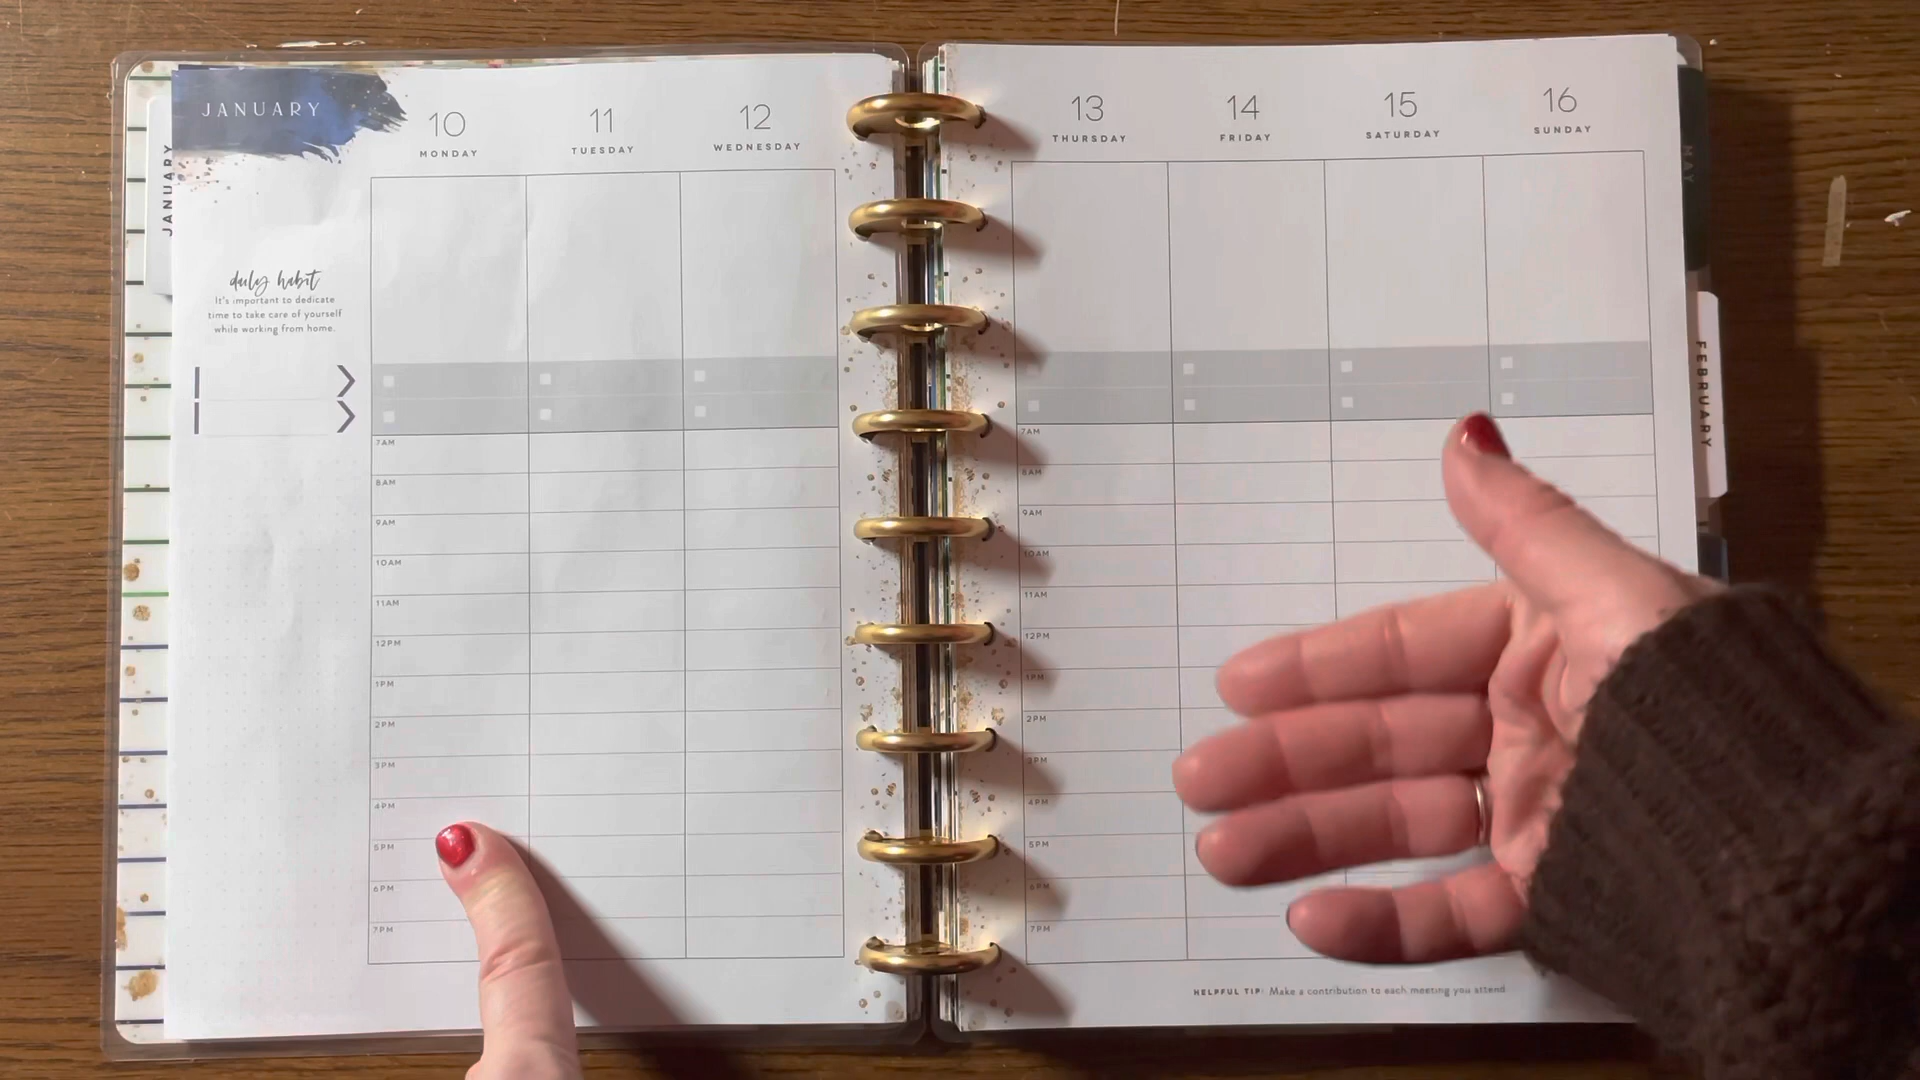 JANUARY
JANUARY
10
MONDAY
11
TUESDAY
12
WEDNESDAY
daily habit
It's important to dedicate
time to take care of yourself
while working from home.
7AM
8AM
9AM
10AM
11AM
12PM
1PM
2PM
3PM
4PM
5PM
6PM
7PM
13
THURSDAY
14
FRIDAY
15
SATURDAY
16
SUNDAY
7AM
8AM
9AM
10AM
11AM
12PM
1PM
2PM
3PM
4PM
5PM
6PM
7PM
HELPFUL TIP: Make a contribution to each meeting you attend
MAY
FEBRUARY